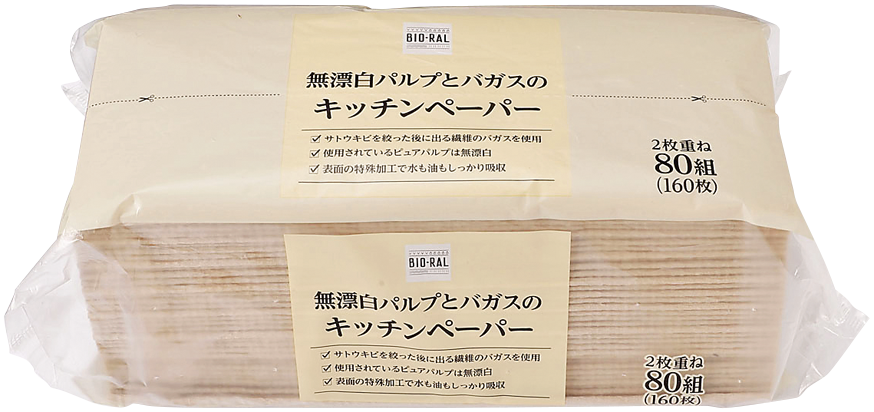 BIO-RAL
無漂白パルプとバガスの
キッチンペーパー
サトウキビを絞った後に出る繊維のバガスを使用
使用されているピュアパルプは無漂白
表面の特殊加工で水も油もしっかり吸収
2枚重ね
80組
(160枚)
BIO-RAL
無漂白パルプとバガスの
キッチンペーパー
サトウキビを絞った後に出る繊維のバガスを使用
使用されているピュアパルプは無漂白
表面の特殊加工で水も油もしっかり吸収
2枚重ね
80組
(160枚)